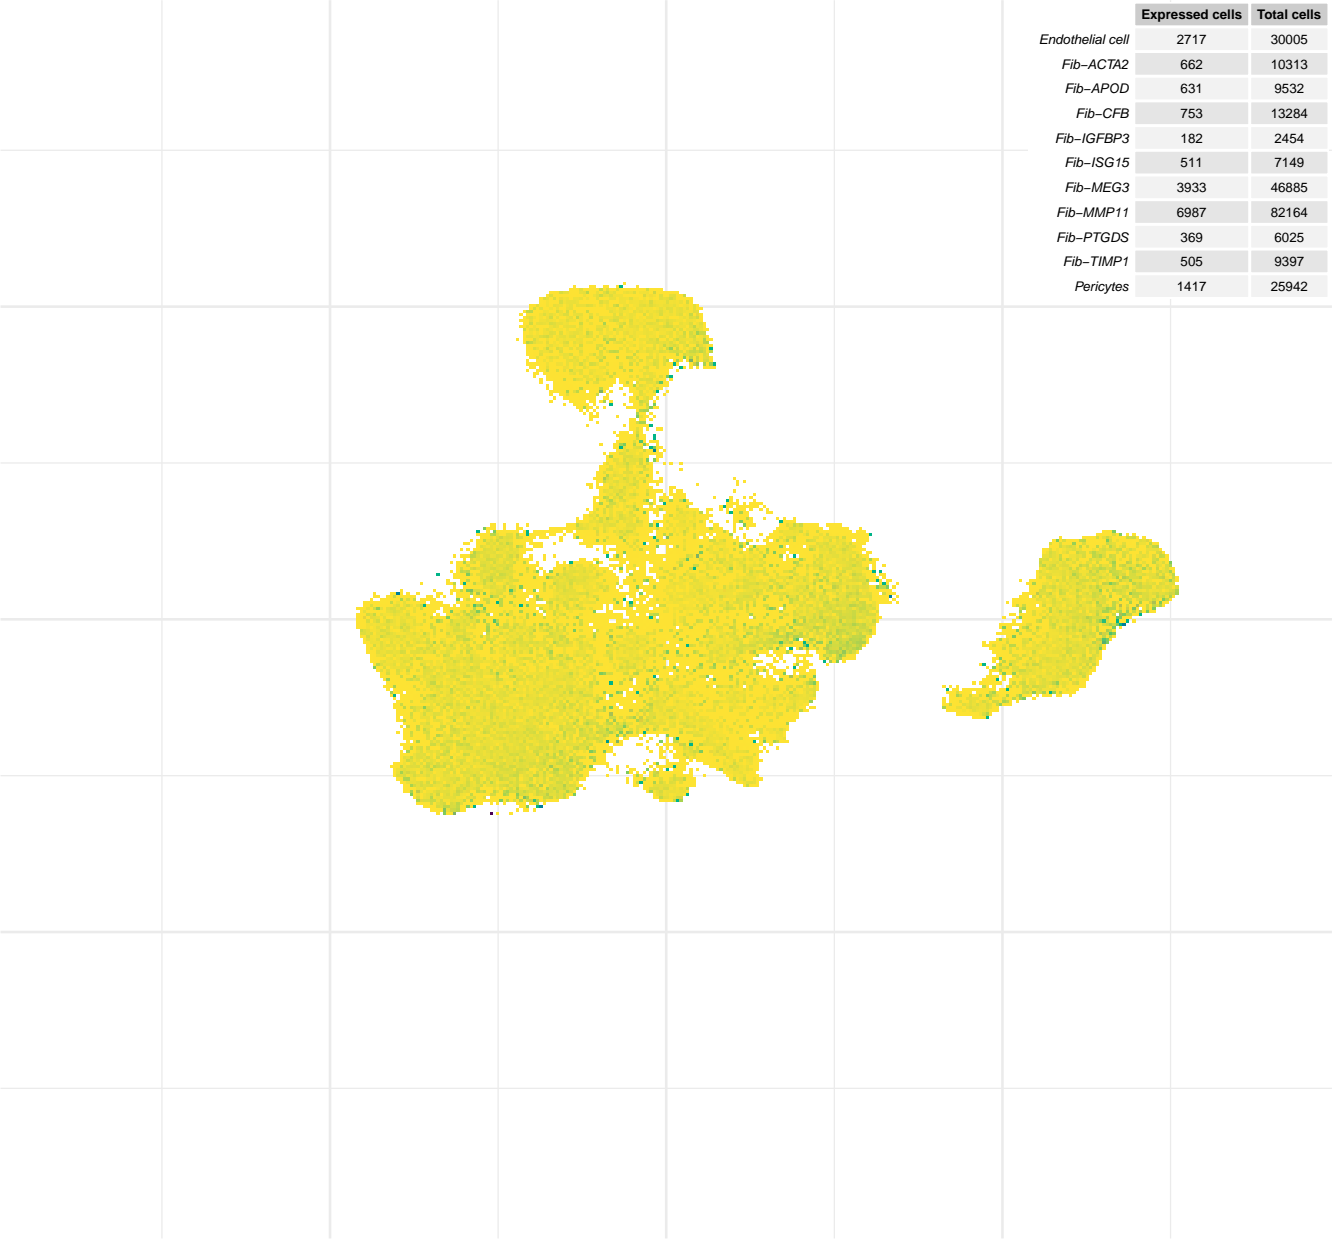 Expressed cells Total cells
Endothelial cell 2717 30005
Fib−ACTA2 662 10313
Fib−APOD 631 9532
Fib−CFB 753 13284
Fib−IGFBP3 182 2454
Fib−ISG15 511 7149
Fib−MEG3 3933 46885
Fib−MMP11 6987 82164
Fib−PTGDS 369 6025
Fib−TIMP1 505 9397
Pericytes 1417 25942